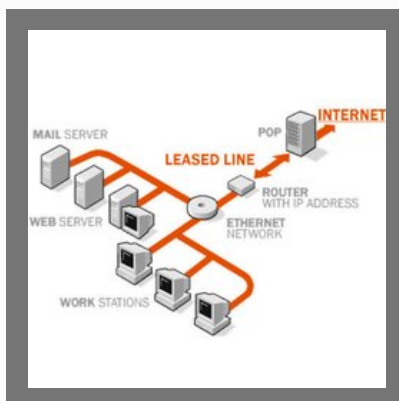 INTERNET
POP
MAIL SERVER
LEASED LINE
ROUTER
WITH IP ADDRESS
WEB SERVER
ETHERNET
NETWORK
WORK STATIONS